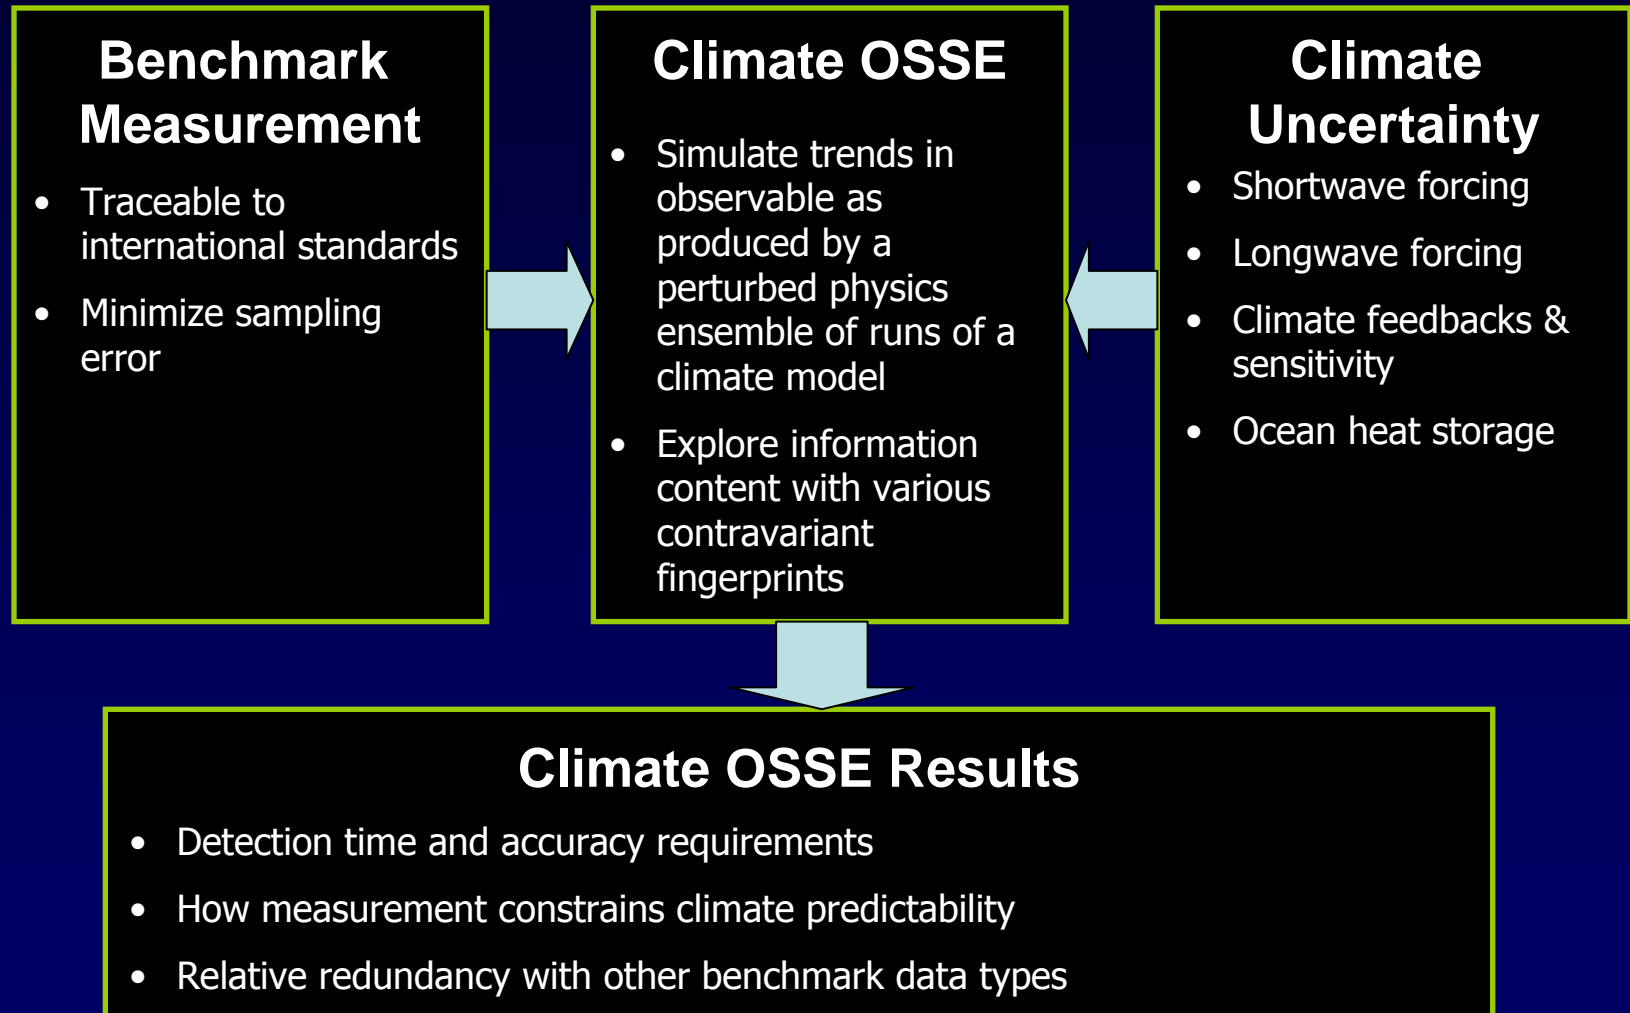 Benchmark
Measurement
• Traceable to
international standards
• Minimize sampling
error
Climate OSSE
• Simulate trends in
observable as
produced by a
perturbed physics
ensemble of runs of a
climate model
• Explore information
content with various
contravariant
fingerprints
Climate
Uncertainty
• Shortwave forcing
• Longwave forcing
• Climate feedbacks &
sensitivity
• Ocean heat storage
Climate OSSE Results
• Detection time and accuracy requirements
• How measurement constrains climate predictability
• Relative redundancy with other benchmark data types